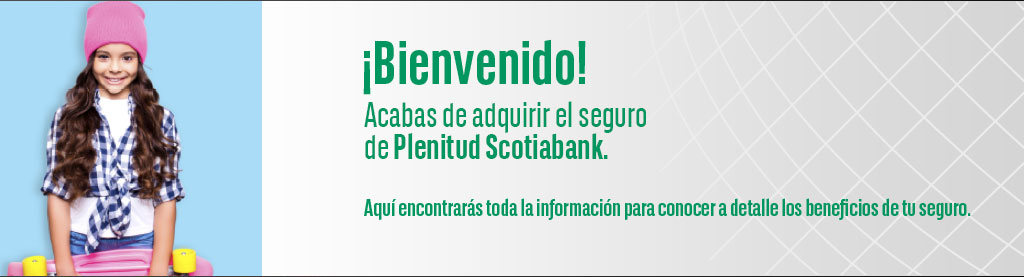 ¡Bienvenido!
Acabas de adquirir el seguro
de Plenitud Scotiabank.
Aquí encontrarás toda la información para conocer a detalle los beneficios de tu seguro.